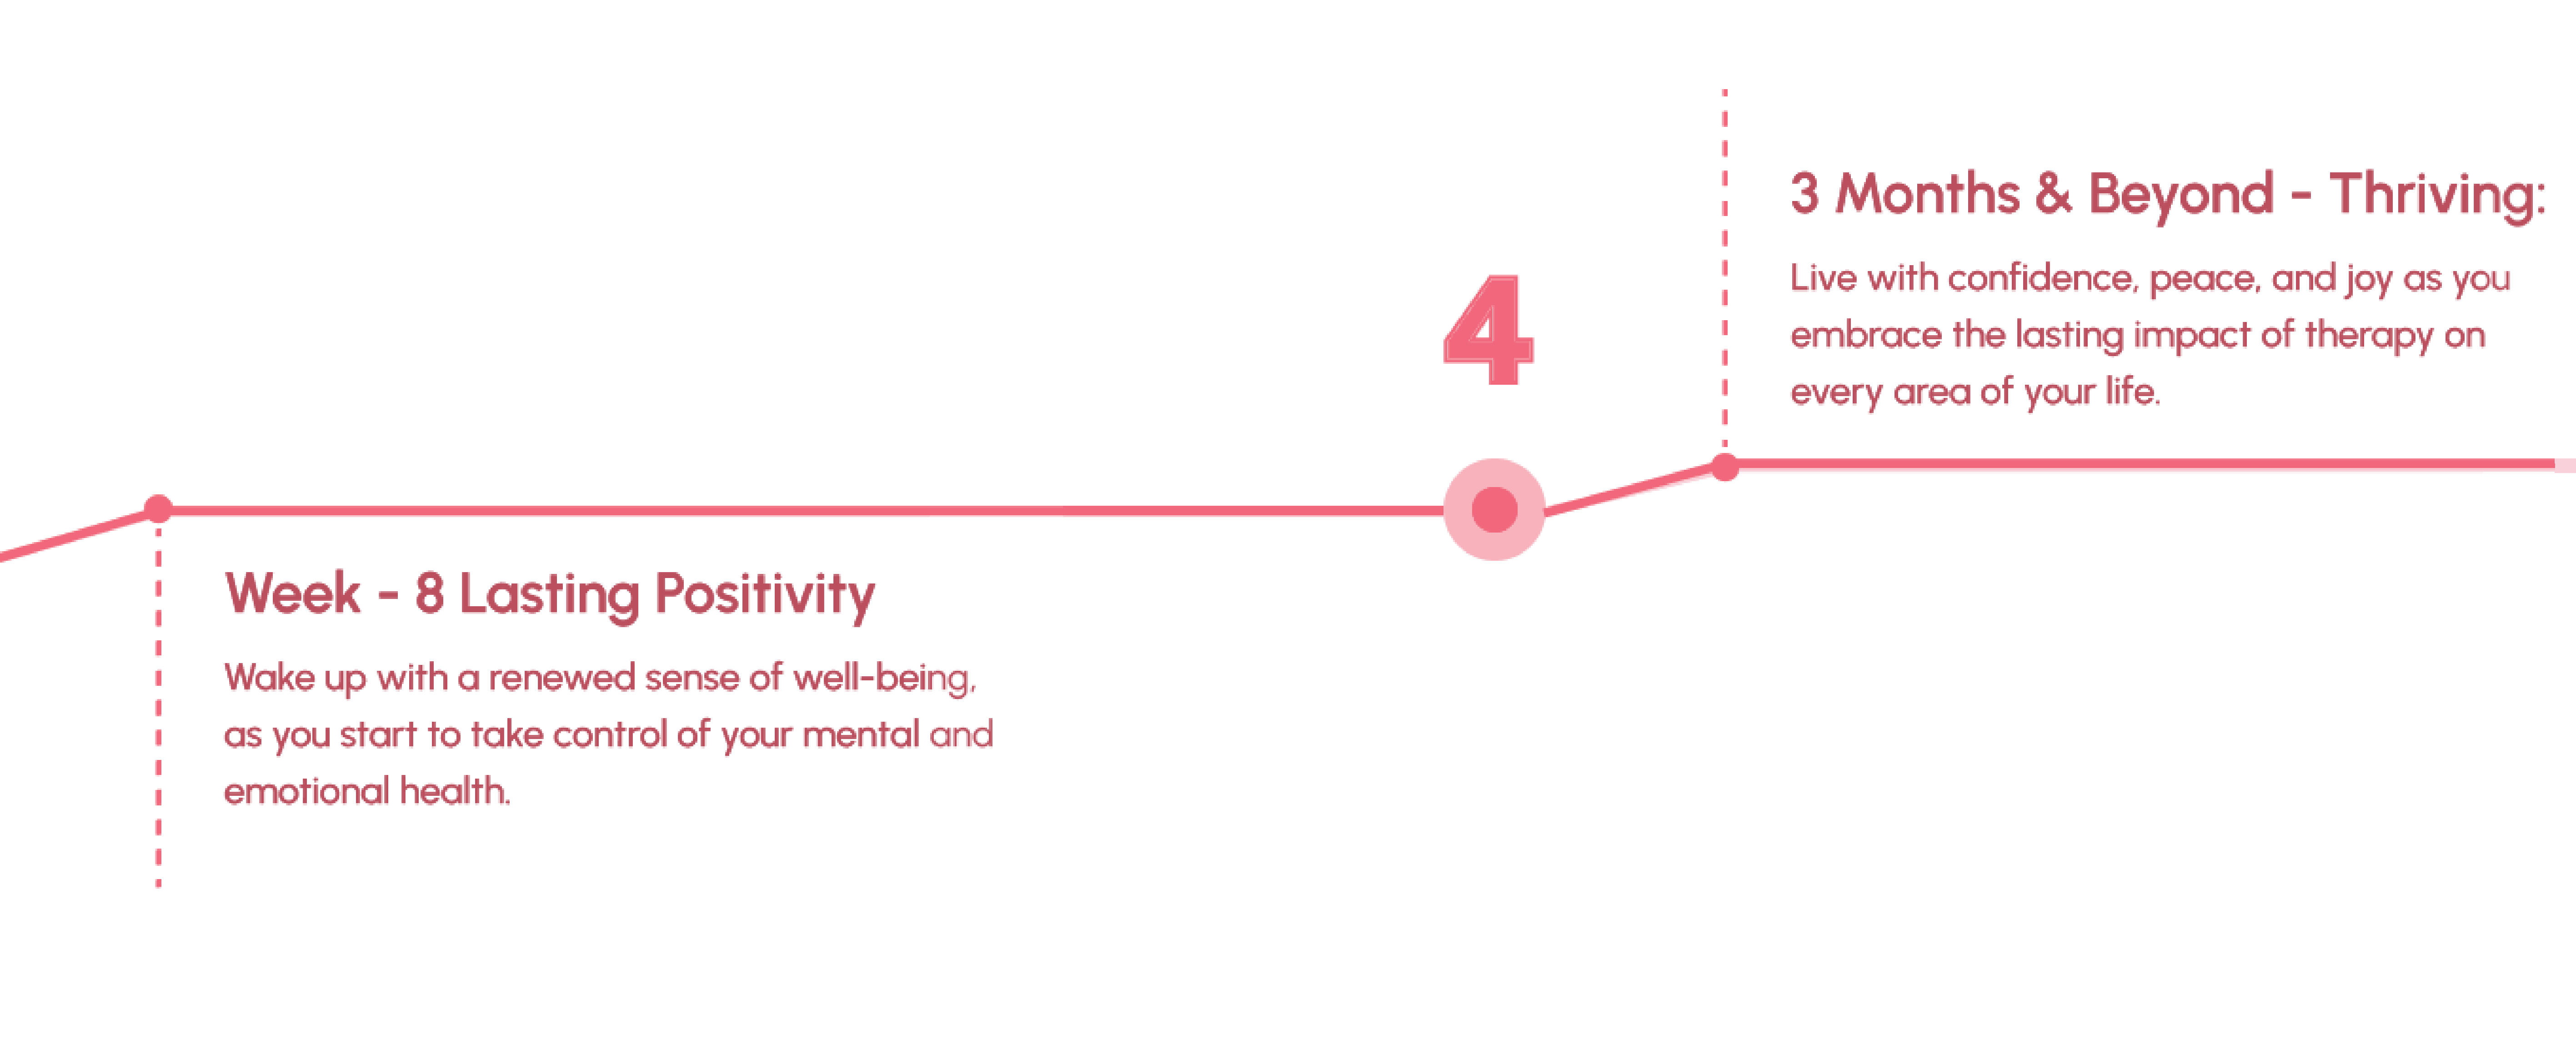 Week - 8 Lasting Positivity
Wake up with a renewed sense of well-being,
as you start to take control of your mental and
emotional health.
4
3 Months & Beyond - Thriving:
Live with confidence, peace, and joy as you
embrace the lasting impact of therapy on
every area of your life.